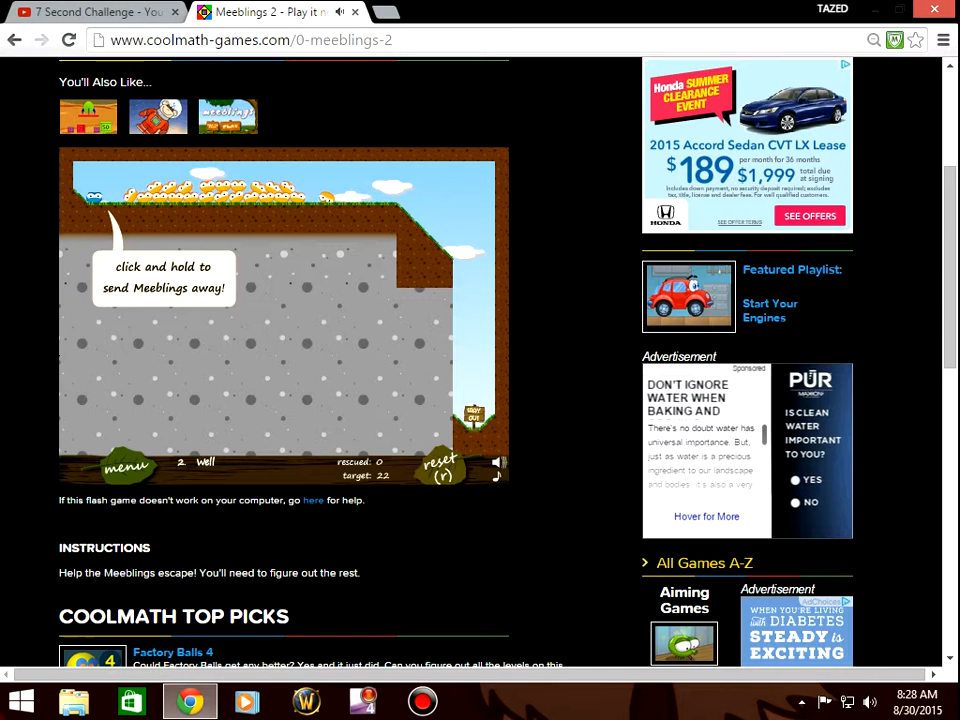 7 Second Challenge - You
Meeblings 2 - Play it n
TAZED
www.coolmath-games.com/0-meeblings-2
You'll Also Like...
meeblings
click and hold to
send Meeblings away!
WAY
OUT
menu
2. Well
rescued: 0
target: 22
reset
(r)
If this flash game doesn't work on your computer, go here for help.
INSTRUCTIONS
Help the Meeblings escape! You'll need to figure out the rest.
COOLMATH TOP PICKS
4
Factory Balls 4
Could Factory Balls get any better? Yes and it just did. Can you figure out all the levels on this
Honda SUMMER
CLEARANCE
EVENT
2015 Accord Sedan CVT LX Lease
$189 per month for 36 months
$1,999 total due at signing
HONDA
SEE OFFER TERMS
SEE OFFERS
Featured Playlist:
Start Your
Engines
Advertisement
Sponsored
DON'T IGNORE
WATER WHEN
BAKING AND
There's no doubt water has
universal importance. But,
just as water is a precious
ingredient to our landscape
and bodies, it's also a very
Hover for More
PUR
MAXION
IS CLEAN
WATER
IMPORTANT
TO YOU?
YES
NO
All Games A-Z
Aiming
Games
Advertisement
AdChoices
WHEN YOU'RE LIVING
with DIABETES
STEADY is
EXCITING
8:28 AM
8/30/2015